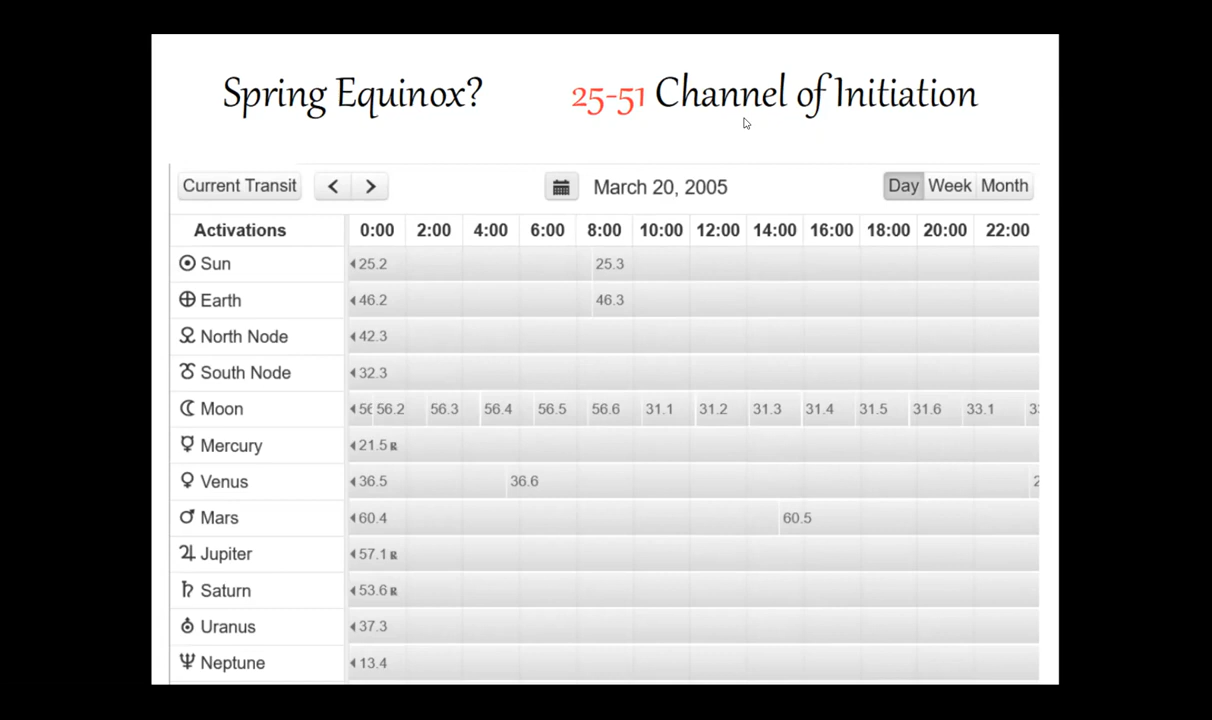 Spring Equinox? 25-51 Channel of Initiation
Current Transit < > March 20, 2005 Day Week Month
Activations 0:00 2:00 4:00 6:00 8:00 10:00 12:00 14:00 16:00 18:00 20:00 22:00
Sun 25.2 25.3
Earth 46.2 46.3
North Node 42.3
South Node 32.3
Moon 56.2 56.3 56.4 56.5 56.6 31.1 31.2 31.3 31.4 31.5 31.6 33.1
Mercury 21.5 R
Venus 36.5 36.6
Mars 60.4 60.5
Jupiter 57.1 R
Saturn 53.6 R
Uranus 37.3
Neptune 13.4